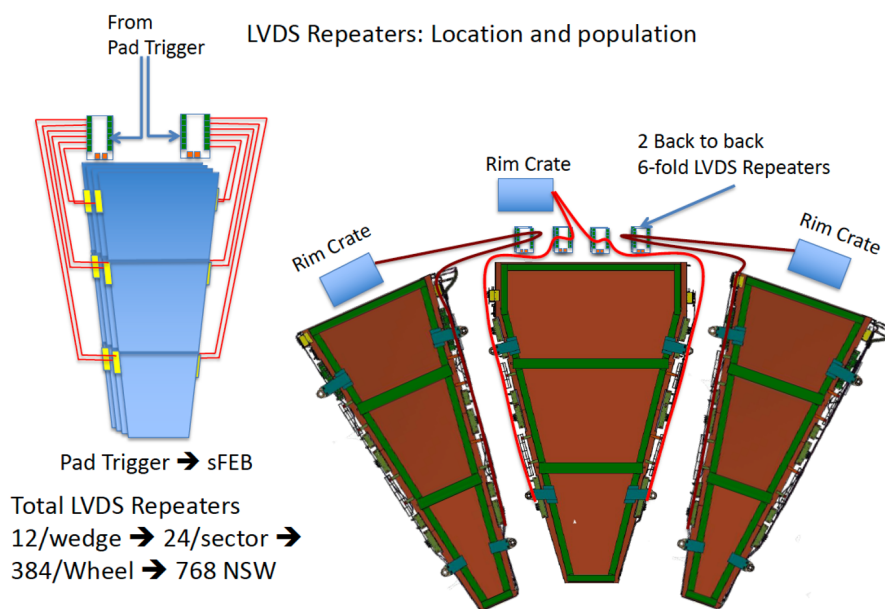 LVDS Repeaters: Location and population
From
Pad Trigger
2 Back to back
6-fold LVDS Repeaters
Rim Crate
Rim Crate
Rim Crate
Pad Trigger ➔ sFEB
Total LVDS Repeaters
12/wedge ➔ 24/sector ➔
384/Wheel ➔ 768 NSW